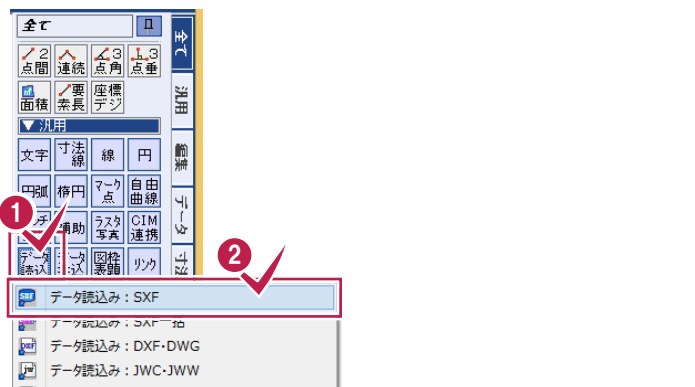 全て
2点間 連続 3点角 3点垂
面積 要素長 座標デジ
▼ 汎用
文字 寸法線 線 円
円弧 楕円 マーク点 自由曲線
補助 ラスタ写真 CIM連携
データ読込 図枠表題 リンク
全て
汎用
編集
データ
寸法
1
2
データ読込み：SXF
データ読込み：SXF一括
データ読込み：DXF・DWG
データ読込み：JWC・JWW